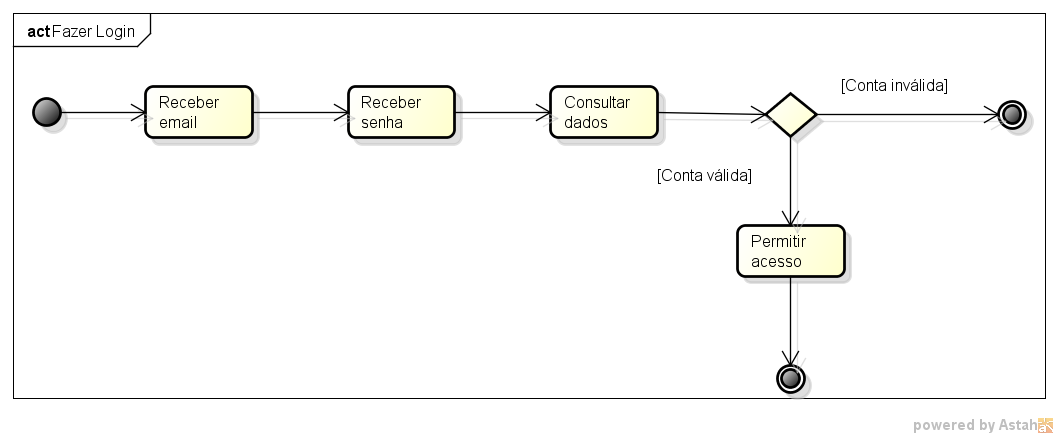 act Fazer Login
Receber
email
Receber
senha
Consultar
dados
[Conta inválida]
[Conta válida]
Permitir
acesso
powered by Astah